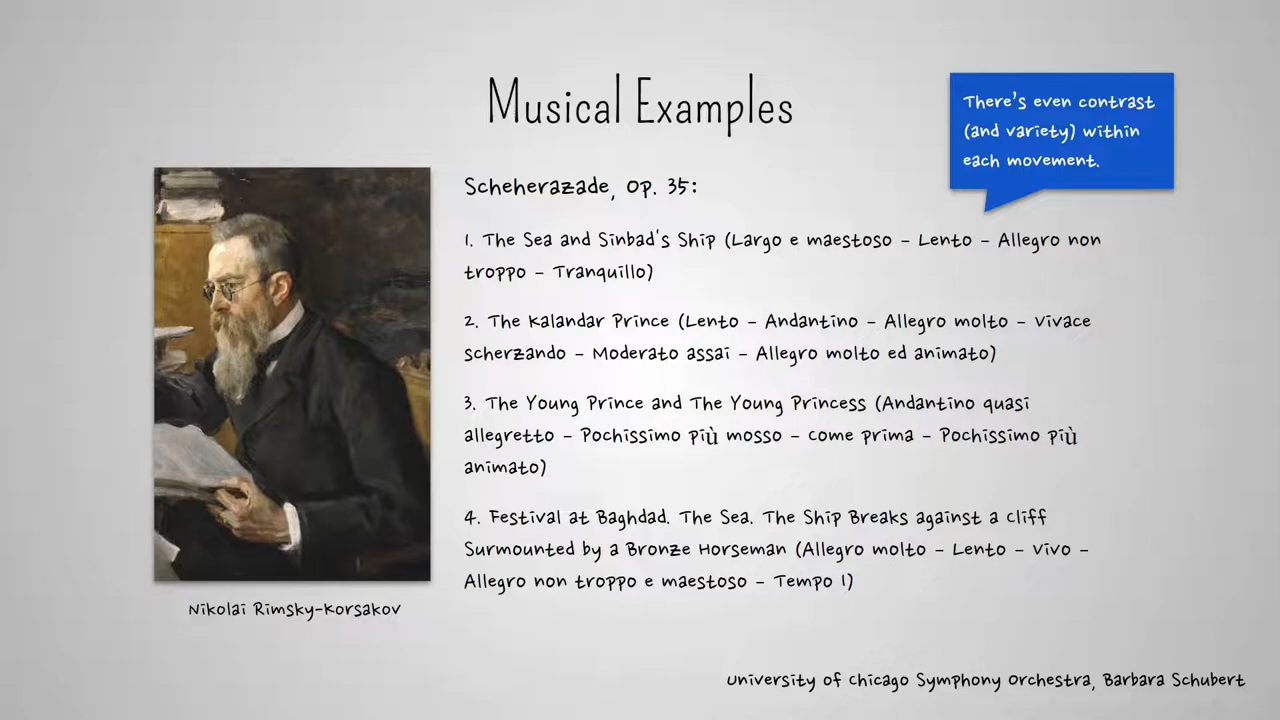 Musical Examples
There's even contrast
(and variety) within
each movement.
Scheherazade, Op. 35:
1. The Sea and Sinbad's Ship (Largo e maestoso – Lento – Allegro non
troppo – Tranquillo)
2. The Kalandar Prince (Lento – Andantino – Allegro molto – Vivace
scherzando – Moderato assai – Allegro molto ed animato)
3. The Young Prince and The Young Princess (Andantino quasi
allegretto – Pochissimo più mosso – Come prima – Pochissimo più
animato)
4. Festival at Baghdad. The Sea. The Ship Breaks against a Cliff
Surmounted by a Bronze Horseman (Allegro molto – Lento – Vivo –
Allegro non troppo e maestoso – Tempo I)
Nikolai Rimsky-Korsakov
University of Chicago Symphony Orchestra, Barbara Schubert